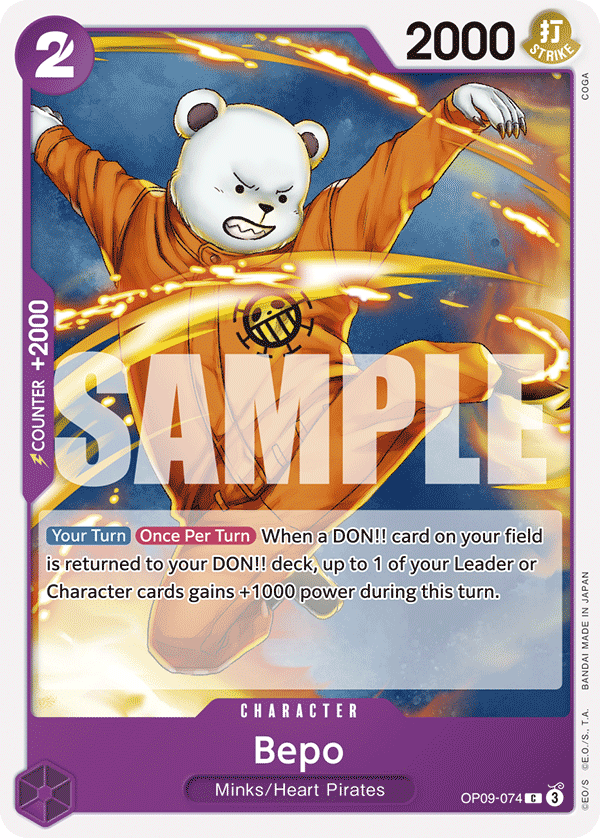 2
2000
打
STRIKE
COGA
COUNTER +2000
SAMPLE
Your Turn Once Per Turn When a DON!! card on your field
is returned to your DON!! deck, up to 1 of your Leader or
Character cards gains +1000 power during this turn.
CHARACTER
Bepo
Minks/Heart Pirates
OP09-074 C 3
©E.O/S ©E.O./S., T.A. BANDAI MADE IN JAPAN